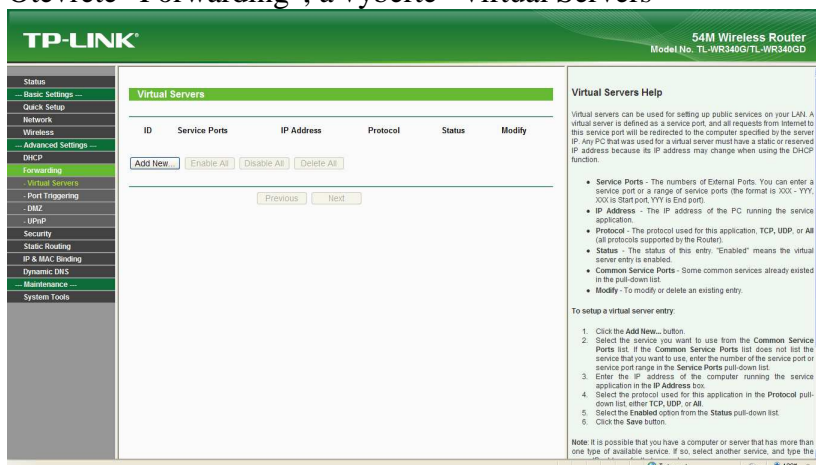 Otevřete "Forwarding", a vyberte "Virtual Servers"
TP-LINK®
54M Wireless Router
Model No. TL-WR340G/TL-WR340GD
Status
--- Basic Settings ---
Quick Setup
Network
Wireless
--- Advanced Settings ---
DHCP
Forwarding
- Virtual Servers
- Port Triggering
- DMZ
- UPnP
Security
Static Routing
IP & MAC Binding
Dynamic DNS
--- Maintenance ---
System Tools
Virtual Servers
ID Service Ports IP Address Protocol Status Modify
Add New... Enable All Disable All Delete All
Previous Next
Virtual Servers Help
Virtual servers can be used for setting up public services on your LAN. A
virtual server is defined as a service port, and all requests from Internet to
this service port will be redirected to the computer specified by the server
IP. Any PC that was used for a virtual server must have a static or reserved
IP address because its IP address may change when using the DHCP
function.
• Service Ports - The numbers of External Ports. You can enter a
service port or a range of service ports (the format is XXX - YYY,
XXX is Start port, YYY is End port).
• IP Address - The IP address of the PC running the service
application.
• Protocol - The protocol used for this application, TCP, UDP, or All
(all protocols supported by the Router).
• Status - The status of this entry. "Enabled" means the virtual
server entry is enabled.
• Common Service Ports - Some common services already existed
in the pull-down list.
• Modify - To modify or delete an existing entry.
To setup a virtual server entry:
1. Click the Add New... button.
2. Select the service you want to use from the Common Service
Ports list. If the Common Service Ports list does not list the
service that you want to use, enter the number of the service port or
service port range in the Service Ports pull-down list.
3. Enter the IP address of the computer running the service
application in the IP Address box.
4. Select the protocol used for this application in the Protocol pull-
down list, either TCP, UDP, or All.
5. Select the Enabled option from the Status pull-down list.
6. Click the Save button.
Note: It is possible that you have a computer or server that has more than
one type of available service. If so, select another service, and type the